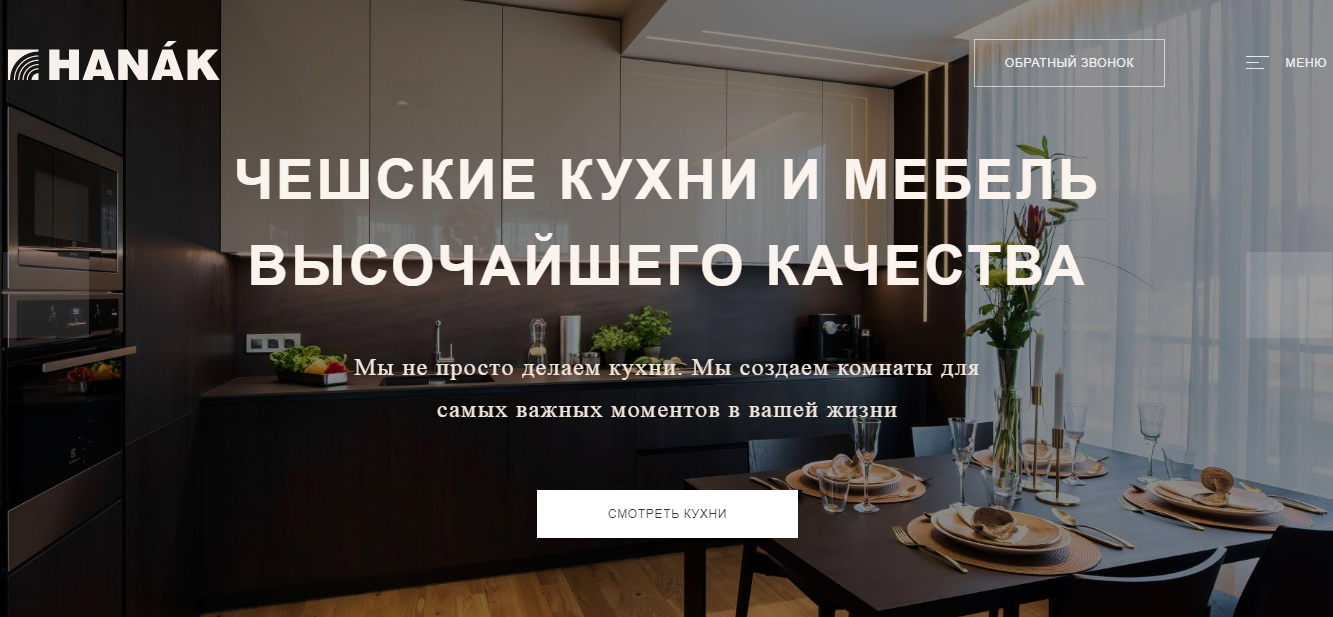 HANÁK
ОБРАТНЫЙ ЗВОНОК
МЕНЮ
ЧЕШСКИЕ КУХНИ И МЕБЕЛЬ
ВЫСОЧАЙШЕГО КАЧЕСТВА
Мы не просто делаем кухни. Мы создаем комнаты для
самых важных моментов в вашей жизни
СМОТРЕТЬ КУХНИ